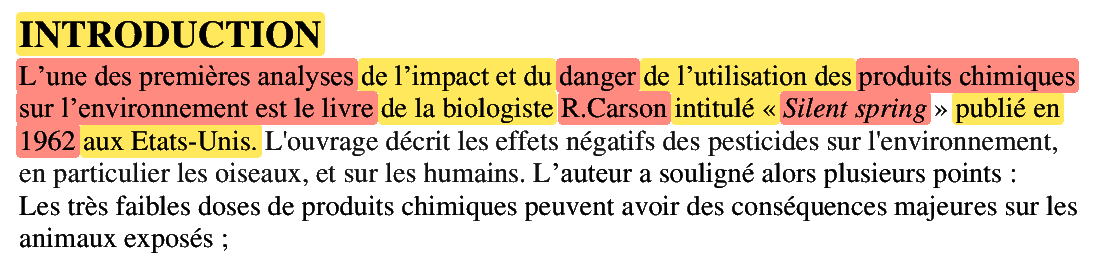 INTRODUCTION
L’une des premières analyses de l’impact et du danger de l’utilisation des produits chimiques
sur l’environnement est le livre de la biologiste R.Carson intitulé « Silent spring » publié en
1962 aux Etats-Unis. L'ouvrage décrit les effets négatifs des pesticides sur l'environnement,
en particulier les oiseaux, et sur les humains. L’auteur a souligné alors plusieurs points :
Les très faibles doses de produits chimiques peuvent avoir des conséquences majeures sur les
animaux exposés ;